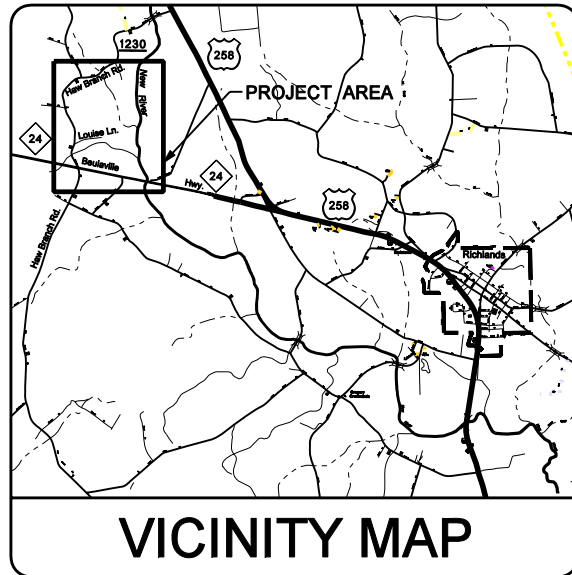 1230
258
Haw Branch Rd.
New River
PROJECT AREA
24
Louise Ln.
Beulaville
24
Hwy.
258
Haw Branch Rd.
Richlands
VICINITY MAP